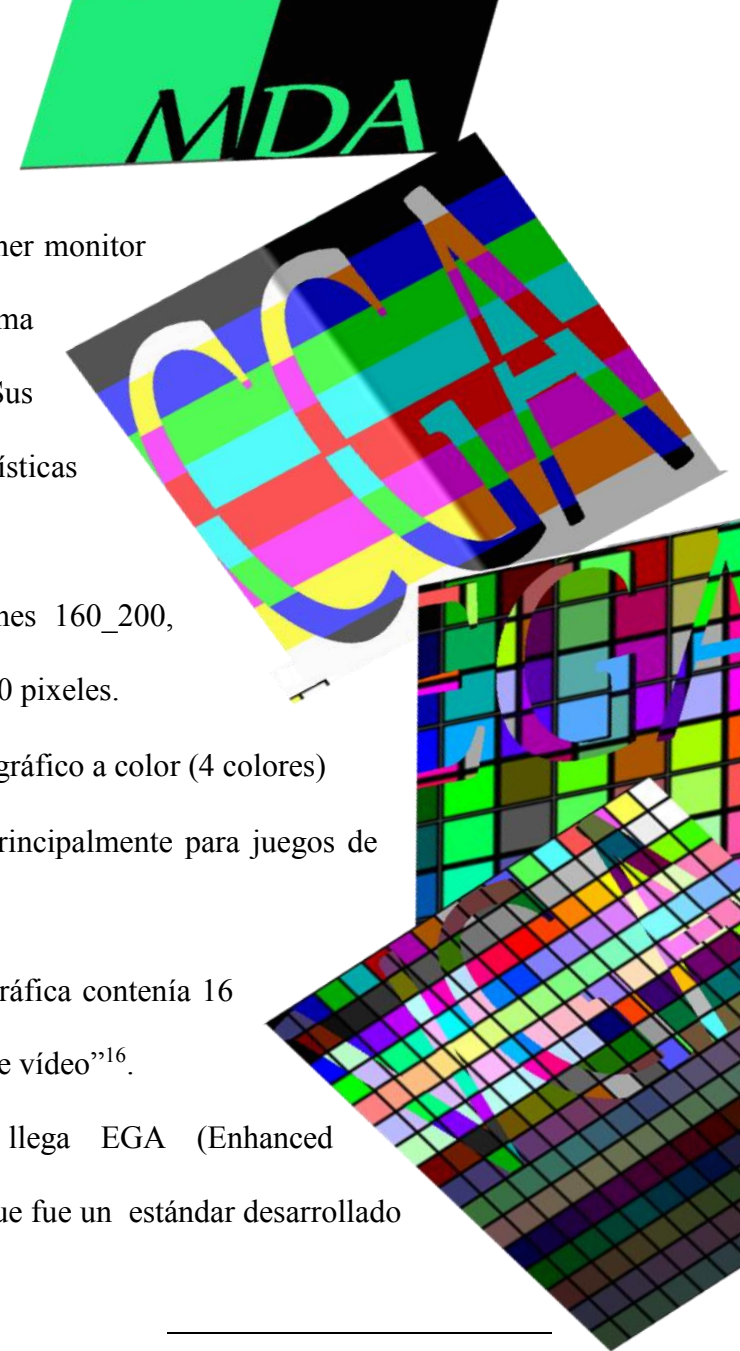 MDA
ner monitor
CGA
ma
Sus
ísticas
EGA
nes 160_200,
0 pixeles.
gráfico a color (4 colores)
rincipalmente para juegos de
VGA
ráfica contenía 16
e vídeo”16.
llega EGA (Enhanced
ue fue un estándar desarrollado